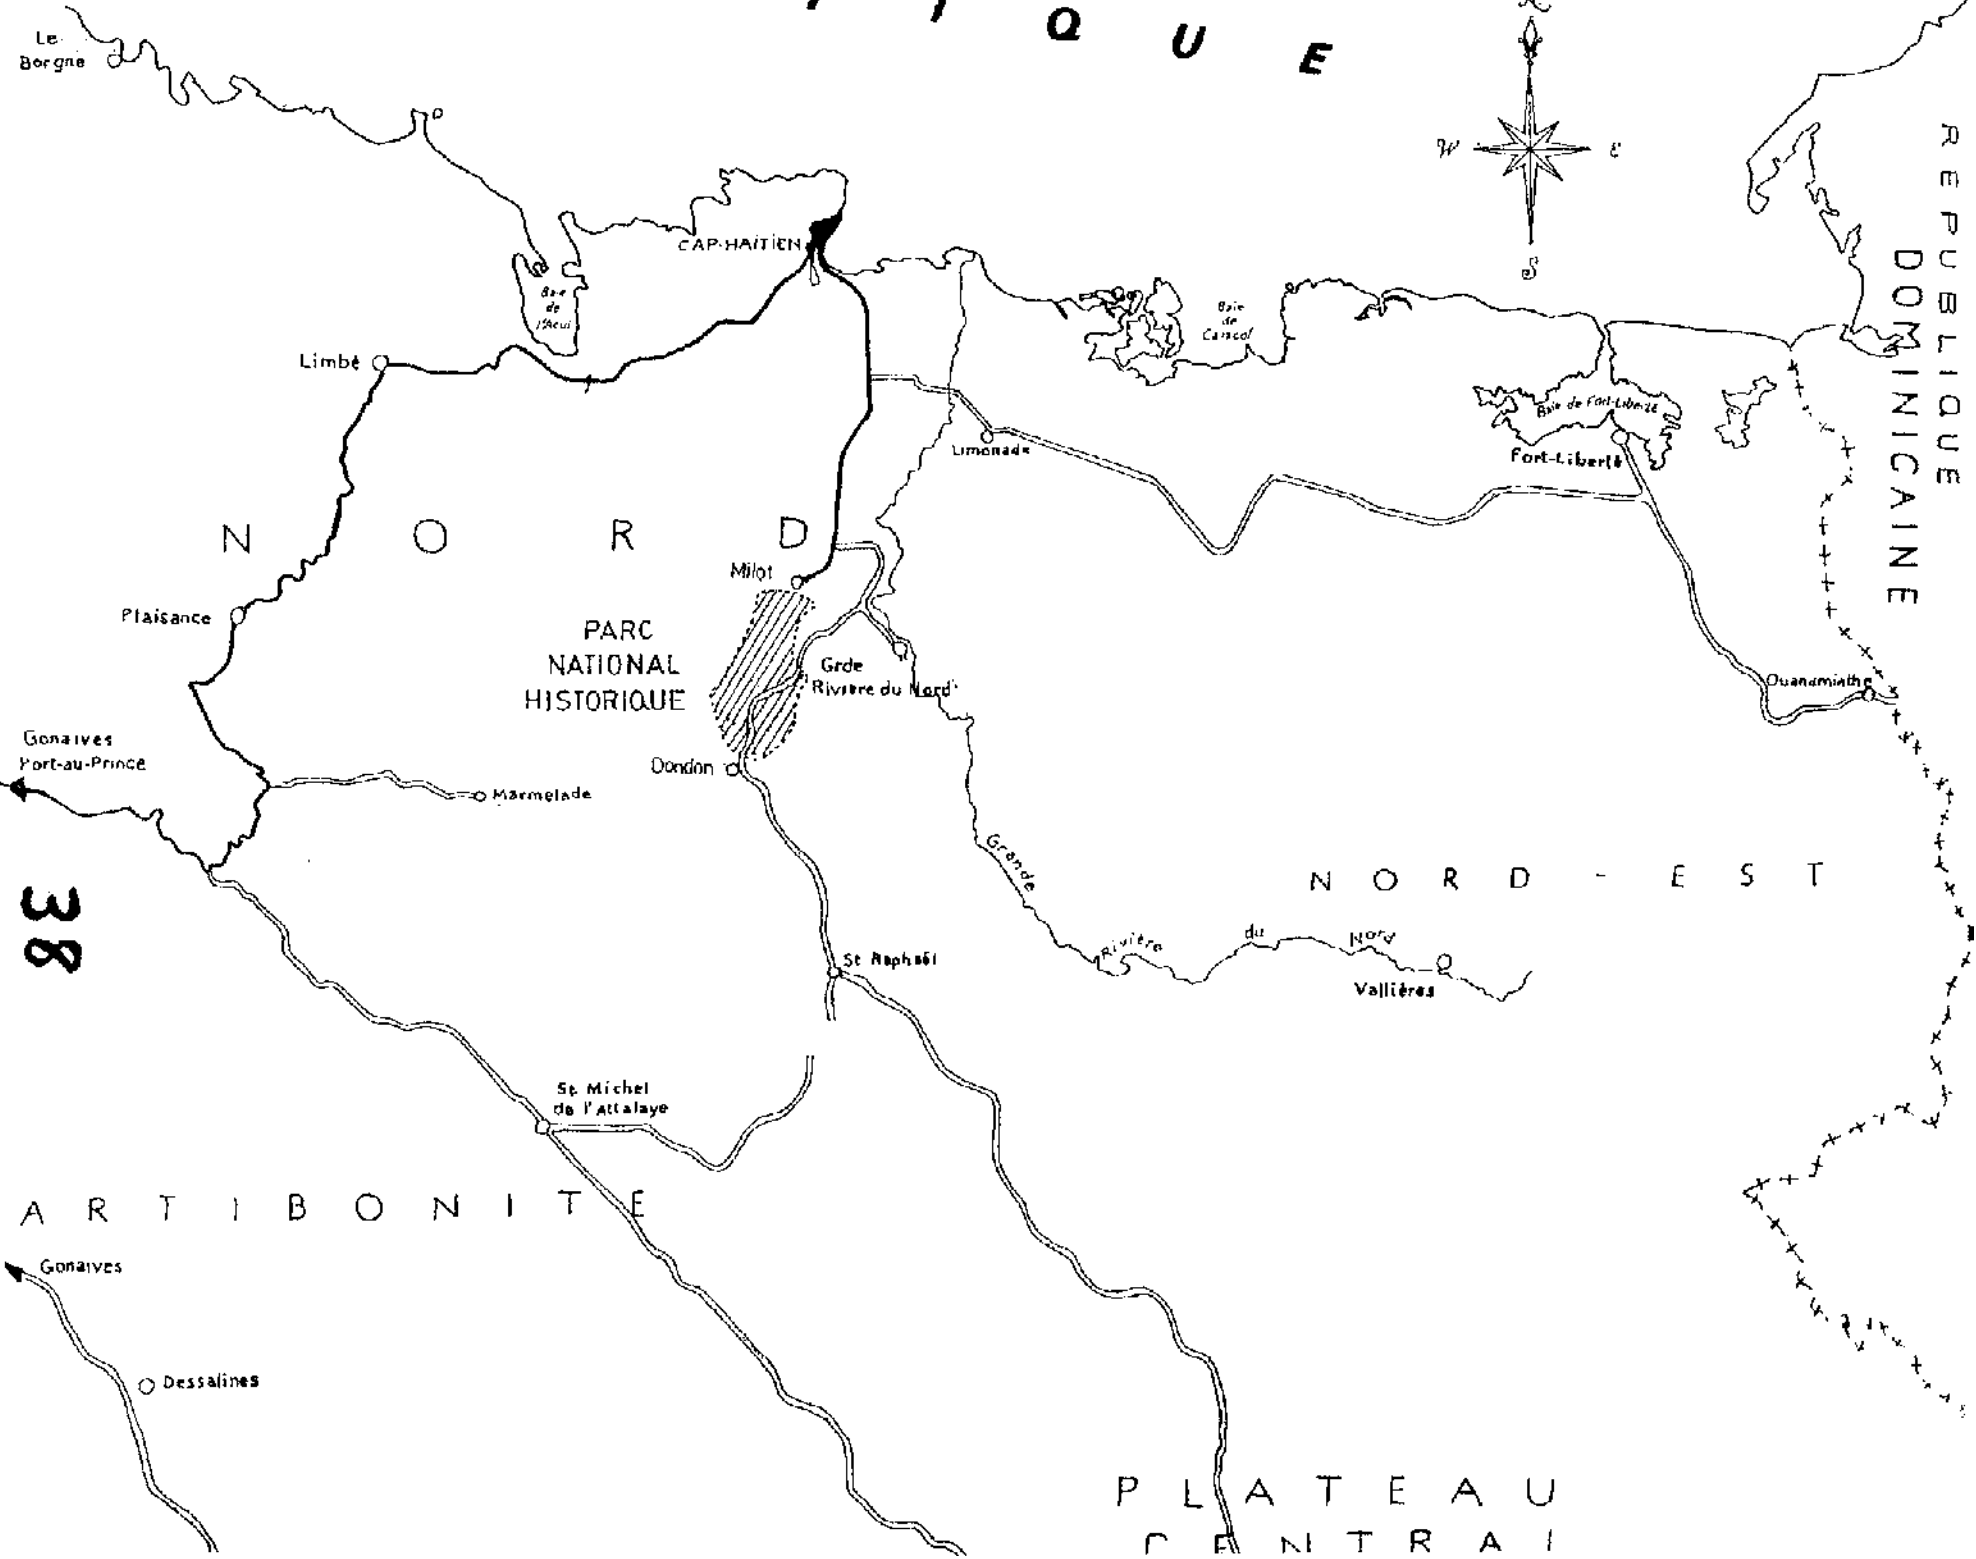 Q U E
Le
Borgne
N
W E
S
REPUBLIQUE
DOMINICAINE
CAP-HAITIEN
Baie
de
l'Acul
Baie
de
Caracol
Limbé
Baie de Fort-Liberté
Limonade
Fort-Liberté
N O R D
Milot
Plaisance
PARC
NATIONAL
HISTORIQUE
Grde
Rivière du Nord
Ouanaminthe
Gonaives
Port-au-Prince
Dondon
Marmelade
Grande
Rivière du Nord
N O R D - E S T
38
St Raphaël
Vallières
St Michel
de l'Attalaye
A R T I B O N I T E
Gonaives
Dessalines
P L A T E A U
C E N T R A L